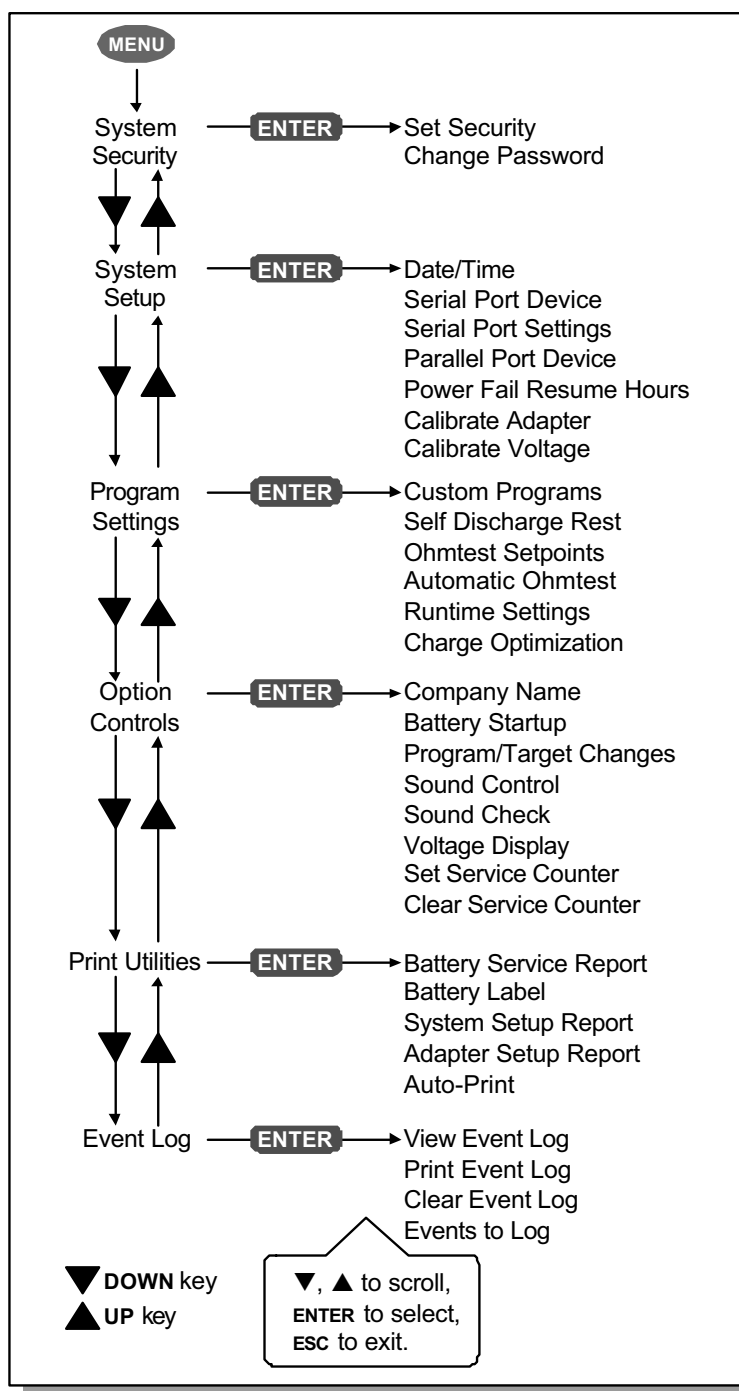 MENU
System
Security
ENTER
Set Security
Change Password
System
Setup
ENTER
Date/Time
Serial Port Device
Serial Port Settings
Parallel Port Device
Power Fail Resume Hours
Calibrate Adapter
Calibrate Voltage
Program
Settings
ENTER
Custom Programs
Self Discharge Rest
Ohmtest Setpoints
Automatic Ohmtest
Runtime Settings
Charge Optimization
Option
Controls
ENTER
Company Name
Battery Startup
Program/Target Changes
Sound Control
Sound Check
Voltage Display
Set Service Counter
Clear Service Counter
Print Utilities
ENTER
Battery Service Report
Battery Label
System Setup Report
Adapter Setup Report
Auto-Print
Event Log
ENTER
View Event Log
Print Event Log
Clear Event Log
Events to Log
▼ DOWN key
▲ UP key
▼, ▲ to scroll,
ENTER to select,
ESC to exit.